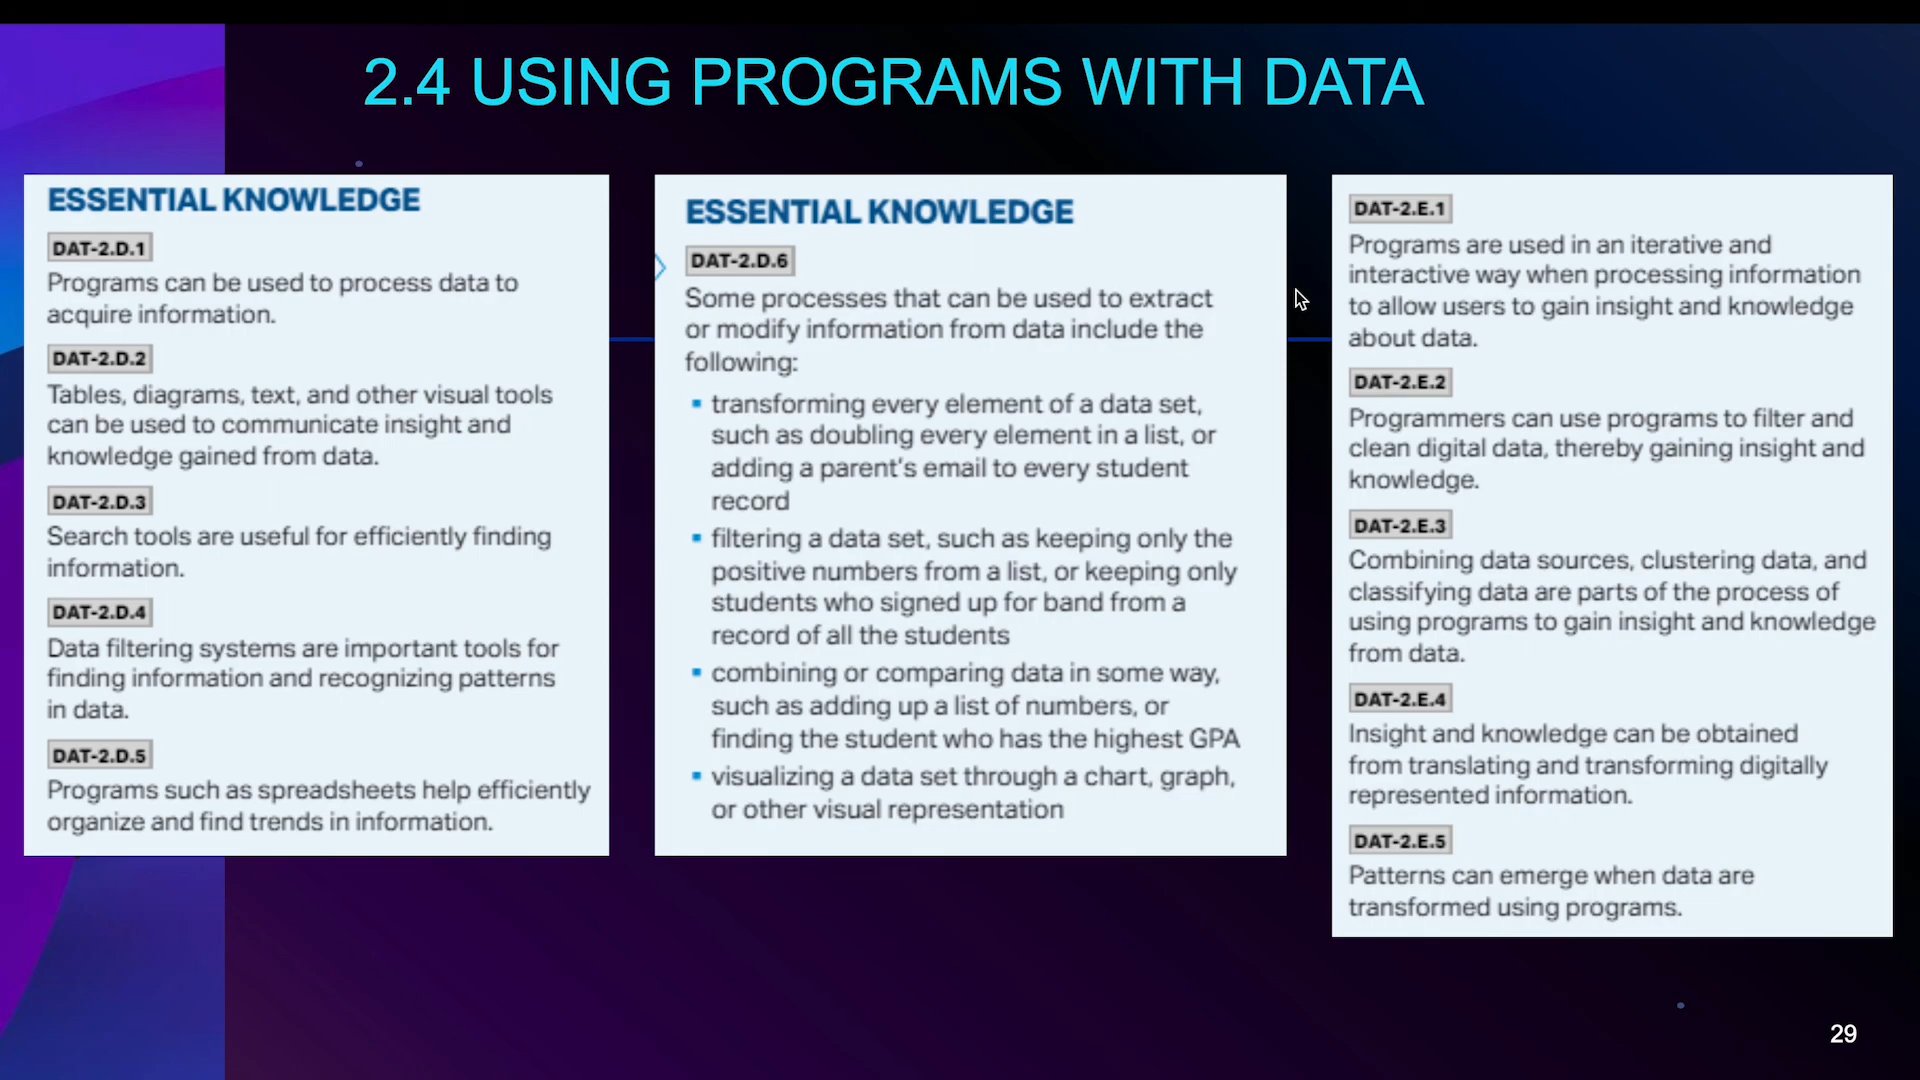 2.4 USING PROGRAMS WITH DATA
ESSENTIAL KNOWLEDGE
DAT-2.D.1
Programs can be used to process data to
acquire information.
DAT-2.D.2
Tables, diagrams, text, and other visual tools
can be used to communicate insight and
knowledge gained from data.
DAT-2.D.3
Search tools are useful for efficiently finding
information.
DAT-2.D.4
Data filtering systems are important tools for
finding information and recognizing patterns
in data.
DAT-2.D.5
Programs such as spreadsheets help efficiently
organize and find trends in information.
ESSENTIAL KNOWLEDGE
DAT-2.D.6
Some processes that can be used to extract
or modify information from data include the
following:
▪ transforming every element of a data set,
such as doubling every element in a list, or
adding a parent's email to every student
record
▪ filtering a data set, such as keeping only the
positive numbers from a list, or keeping only
students who signed up for band from a
record of all the students
▪ combining or comparing data in some way,
such as adding up a list of numbers, or
finding the student who has the highest GPA
▪ visualizing a data set through a chart, graph,
or other visual representation
DAT-2.E.1
Programs are used in an iterative and
interactive way when processing information
to allow users to gain insight and knowledge
about data.
DAT-2.E.2
Programmers can use programs to filter and
clean digital data, thereby gaining insight and
knowledge.
DAT-2.E.3
Combining data sources, clustering data, and
classifying data are parts of the process of
using programs to gain insight and knowledge
from data.
DAT-2.E.4
Insight and knowledge can be obtained
from translating and transforming digitally
represented information.
DAT-2.E.5
Patterns can emerge when data are
transformed using programs.
29